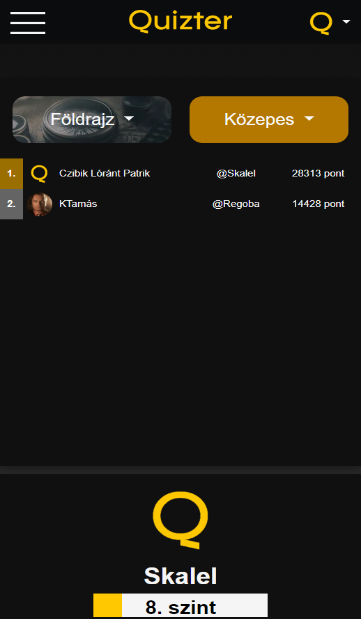 Quizter
Q
Földrajz
Közepes
1. Q Czibik Lóránt Patrik @Skalel 28313 pont
2. KTamás @Regoba 14428 pont
Q
Skalel
8. szint